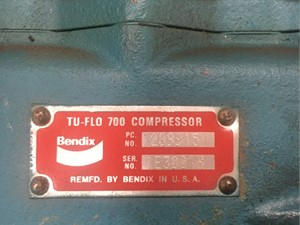 TU-FLO 700 COMPRESSOR
Bendix
PC.
NO.
SER.
NO.
REMFD. BY BENDIX IN U.S.A.